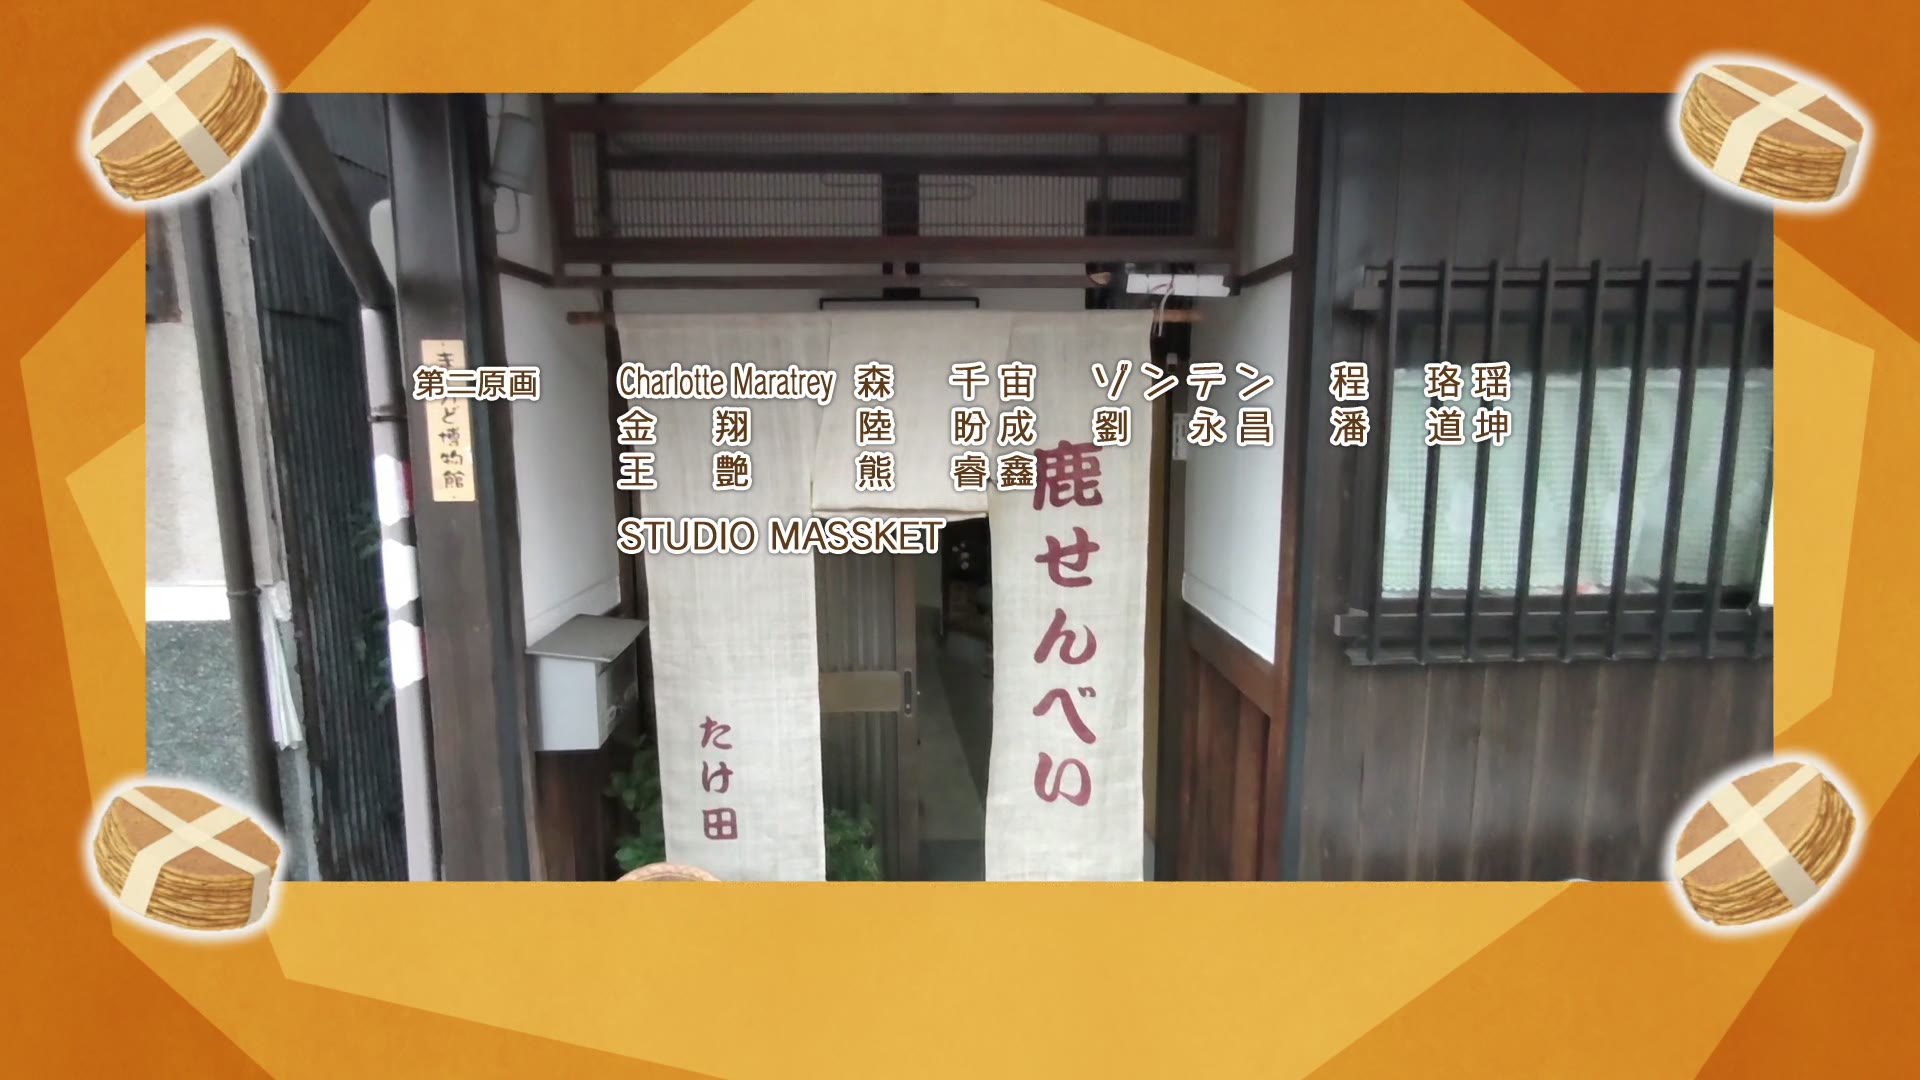 第二原画 Charlotte Maratrey 森 千宙 ゾンテン 程 珞瑶
金 翔 陸 盼成 劉 永昌 潘 道坤
王 艶 熊 睿鑫
STUDIO MASSKET
ど博物館
鹿せんべい
たけ田